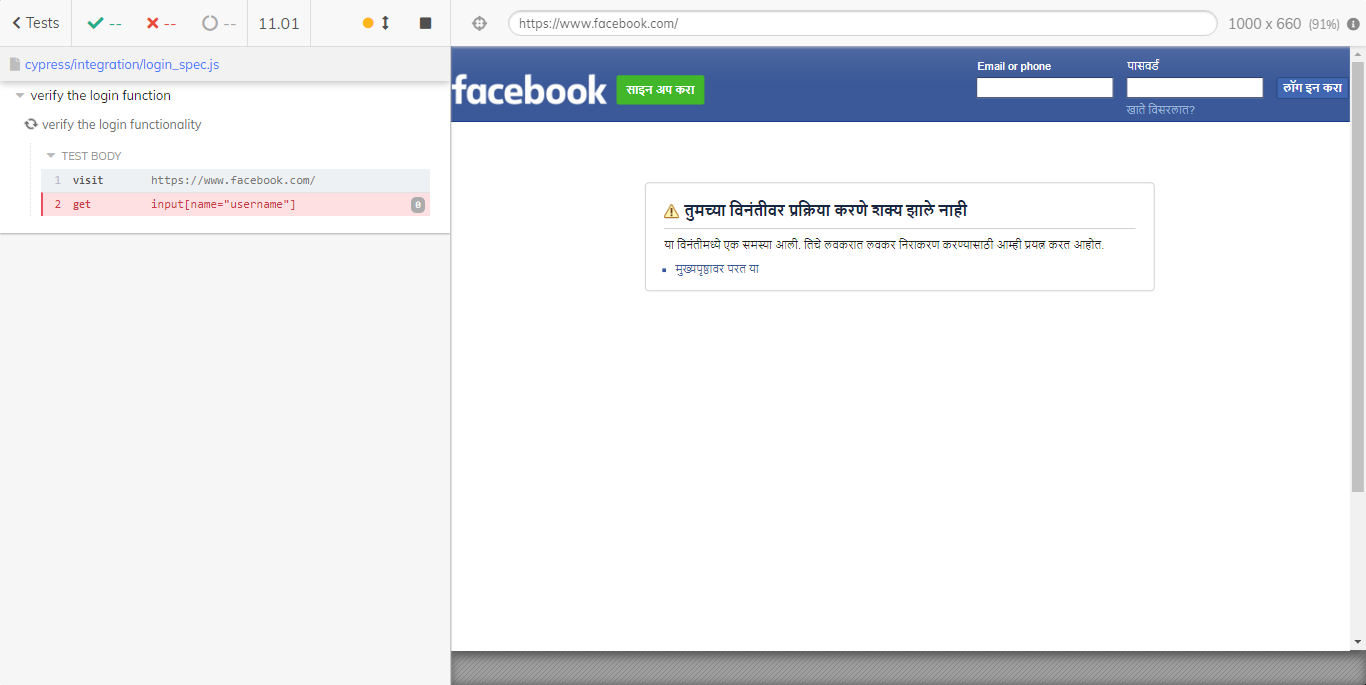 Tests -- -- -- 11.01 https://www.facebook.com/ 1000 x 660 (91%)
cypress/integration/login_spec.js
verify the login function
verify the login functionality
TEST BODY
1 visit https://www.facebook.com/
2 get input[name="username"] 0
facebook साइन अप करा
Email or phone पासवर्ड
लॉग इन करा
खाते विसरलात?
तुमच्या विनंतीवर प्रक्रिया करणे शक्य झाले नाही
या विनंतीमध्ये एक समस्या आली. तिचे लवकरात लवकर निराकरण करण्यासाठी आम्ही प्रयत्न करत आहोत.
मुख्यपृष्ठावर परत या